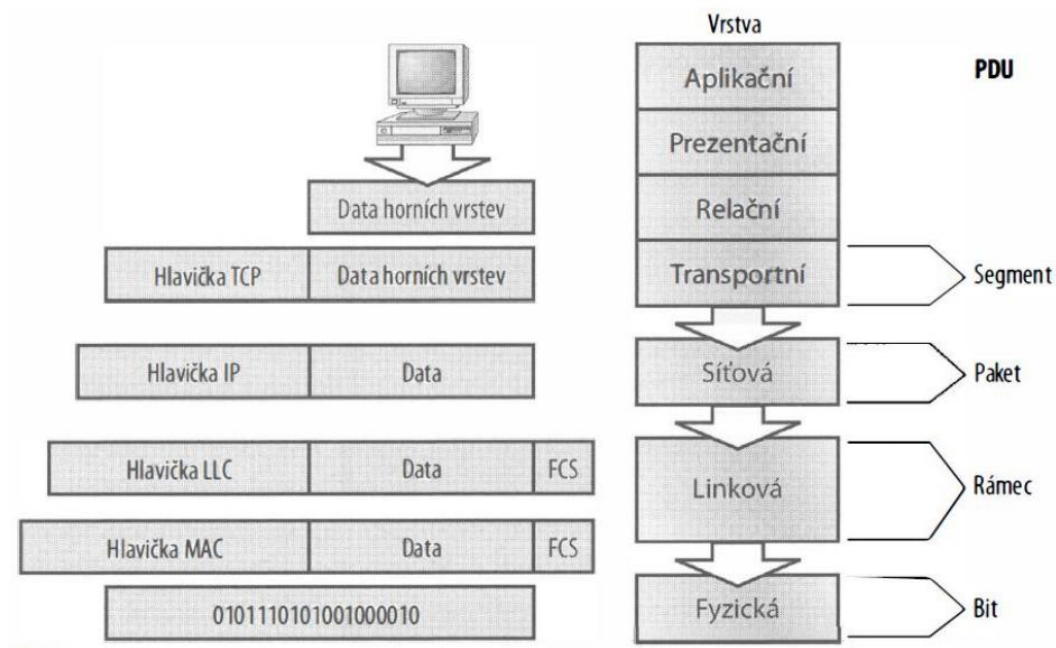 Vrstva
PDU
Aplikační
Prezentační
Relační
Transportní
Segment
Síťová
Paket
Linková
Rámec
Fyzická
Bit
Data horních vrstev
Hlavička TCP Data horních vrstev
Hlavička IP Data
Hlavička LLC Data FCS
Hlavička MAC Data FCS
0101110101001000010